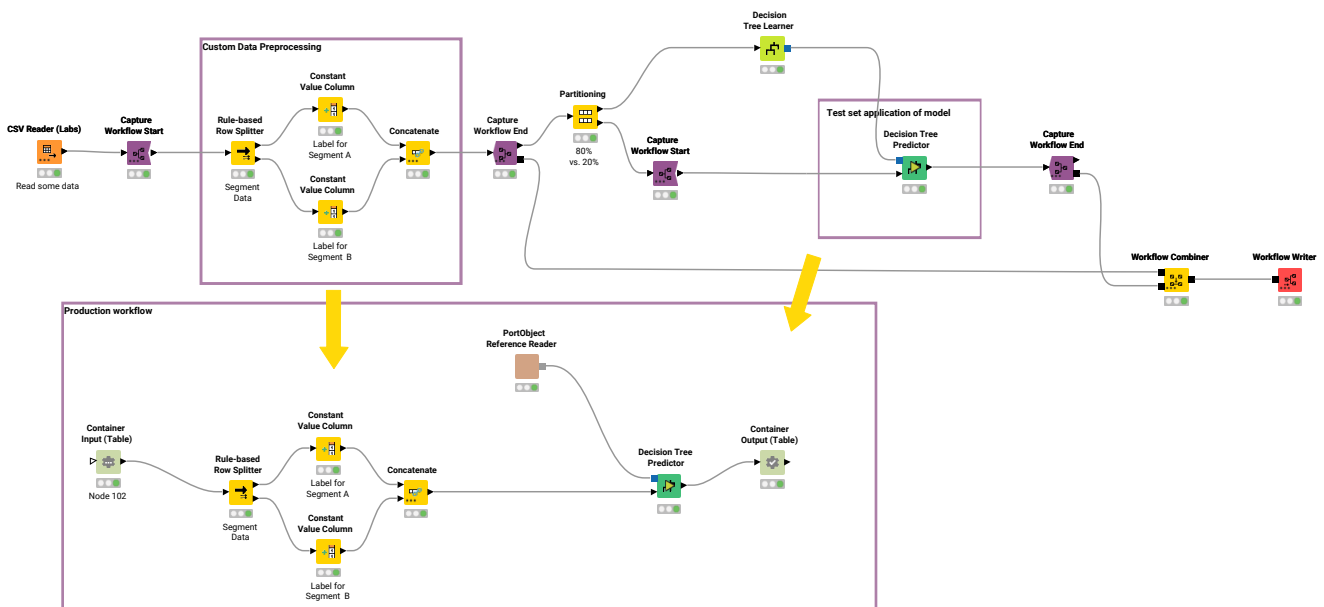 Custom Data Preprocessing
CSV Reader (Labs)
Read some data
Capture
Workflow Start
Rule-based
Row Splitter
Segment
Data
Constant
Value Column
Label for
Segment A
Constant
Value Column
Label for
Segment B
Concatenate
Capture
Workflow End
Partitioning
80%
vs. 20%
Decision
Tree Learner
Capture
Workflow Start
Test set application of model
Decision Tree
Predictor
Capture
Workflow End
Workflow Combiner
Workflow Writer
Production workflow
Container
Input (Table)
Node 102
Rule-based
Row Splitter
Segment
Data
Constant
Value Column
Label for
Segment A
Constant
Value Column
Label for
Segment B
Concatenate
PortObject
Reference Reader
Decision Tree
Predictor
Container
Output (Table)